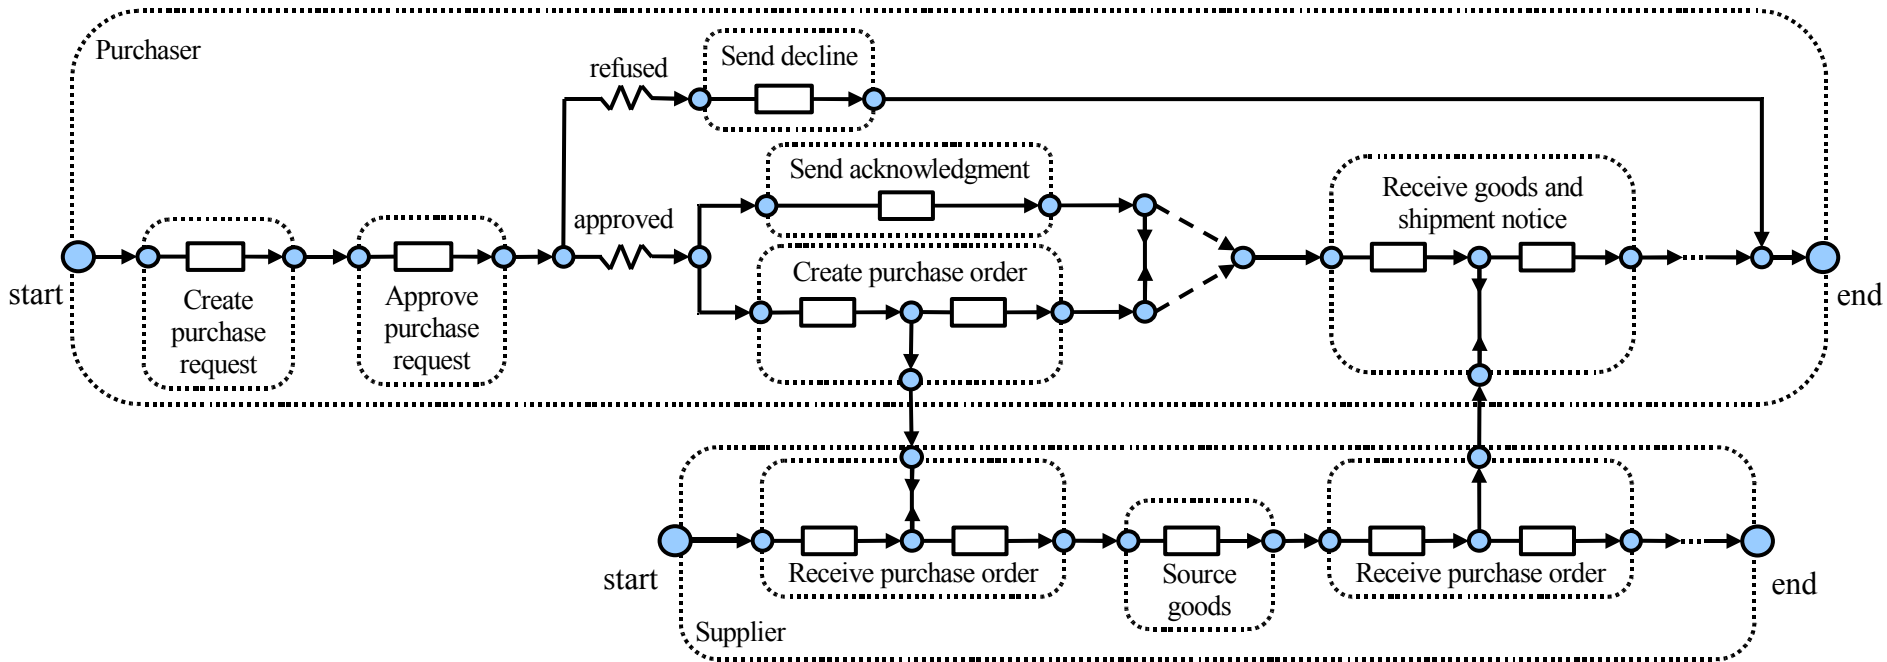 Purchaser
refused
Send decline
Send acknowledgment
approved
Receive goods and
shipment notice
start
Create
purchase
request
Approve
purchase
request
Create purchase order
end
start
Receive purchase order
Source
goods
Receive purchase order
end
Supplier